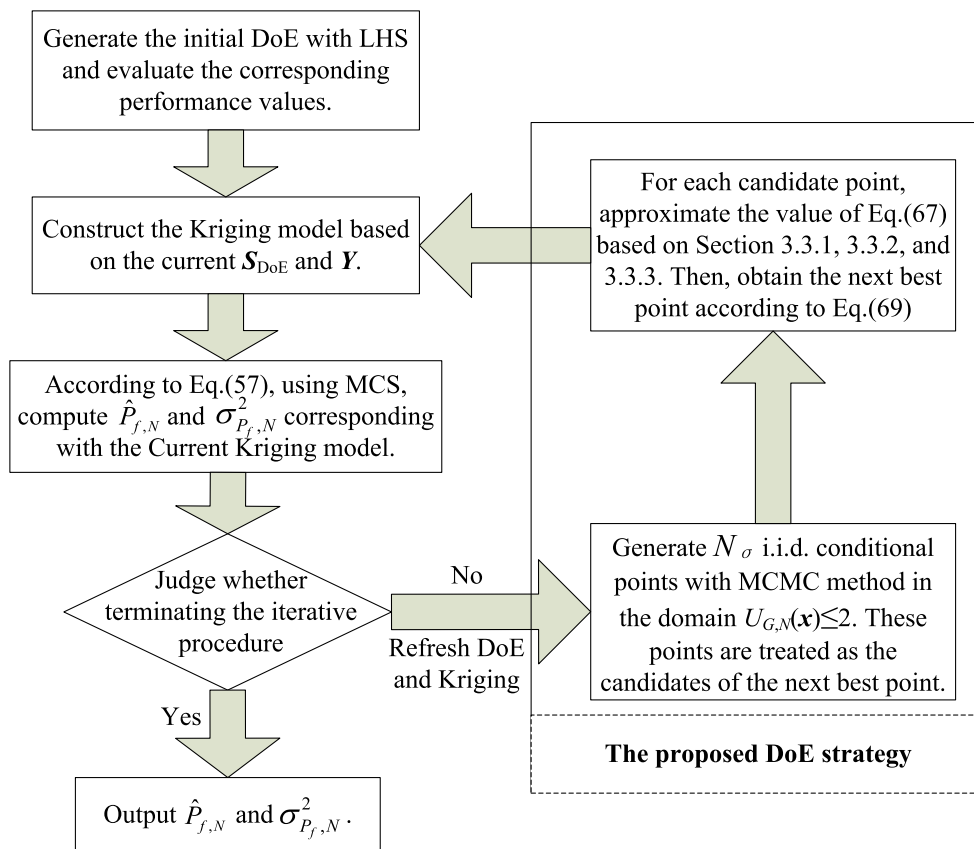 Generate the initial DoE with LHS
and evaluate the corresponding
performance values.
Construct the Kriging model based
on the current S_DoE and Y.
According to Eq.(57), using MCS,
compute P̂_{f,N} and σ²_{P_f,N} corresponding
with the Current Kriging model.
Judge whether
terminating the iterative
procedure
No
Refresh DoE
and Kriging
Yes
Output P̂_{f,N} and σ²_{P_f,N}.
For each candidate point,
approximate the value of Eq.(67)
based on Section 3.3.1, 3.3.2, and
3.3.3. Then, obtain the next best
point according to Eq.(69)
Generate N_σ i.i.d. conditional
points with MCMC method in
the domain U_{G,N}(x)≤2. These
points are treated as the
candidates of the next best point.
The proposed DoE strategy